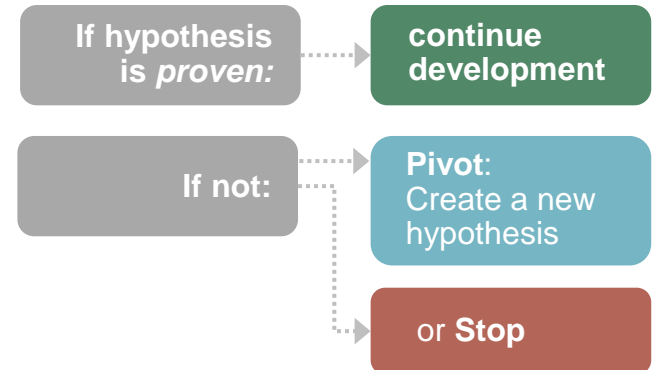 If hypothesis
is proven:
continue
development
If not:
Pivot:
Create a new
hypothesis
or Stop